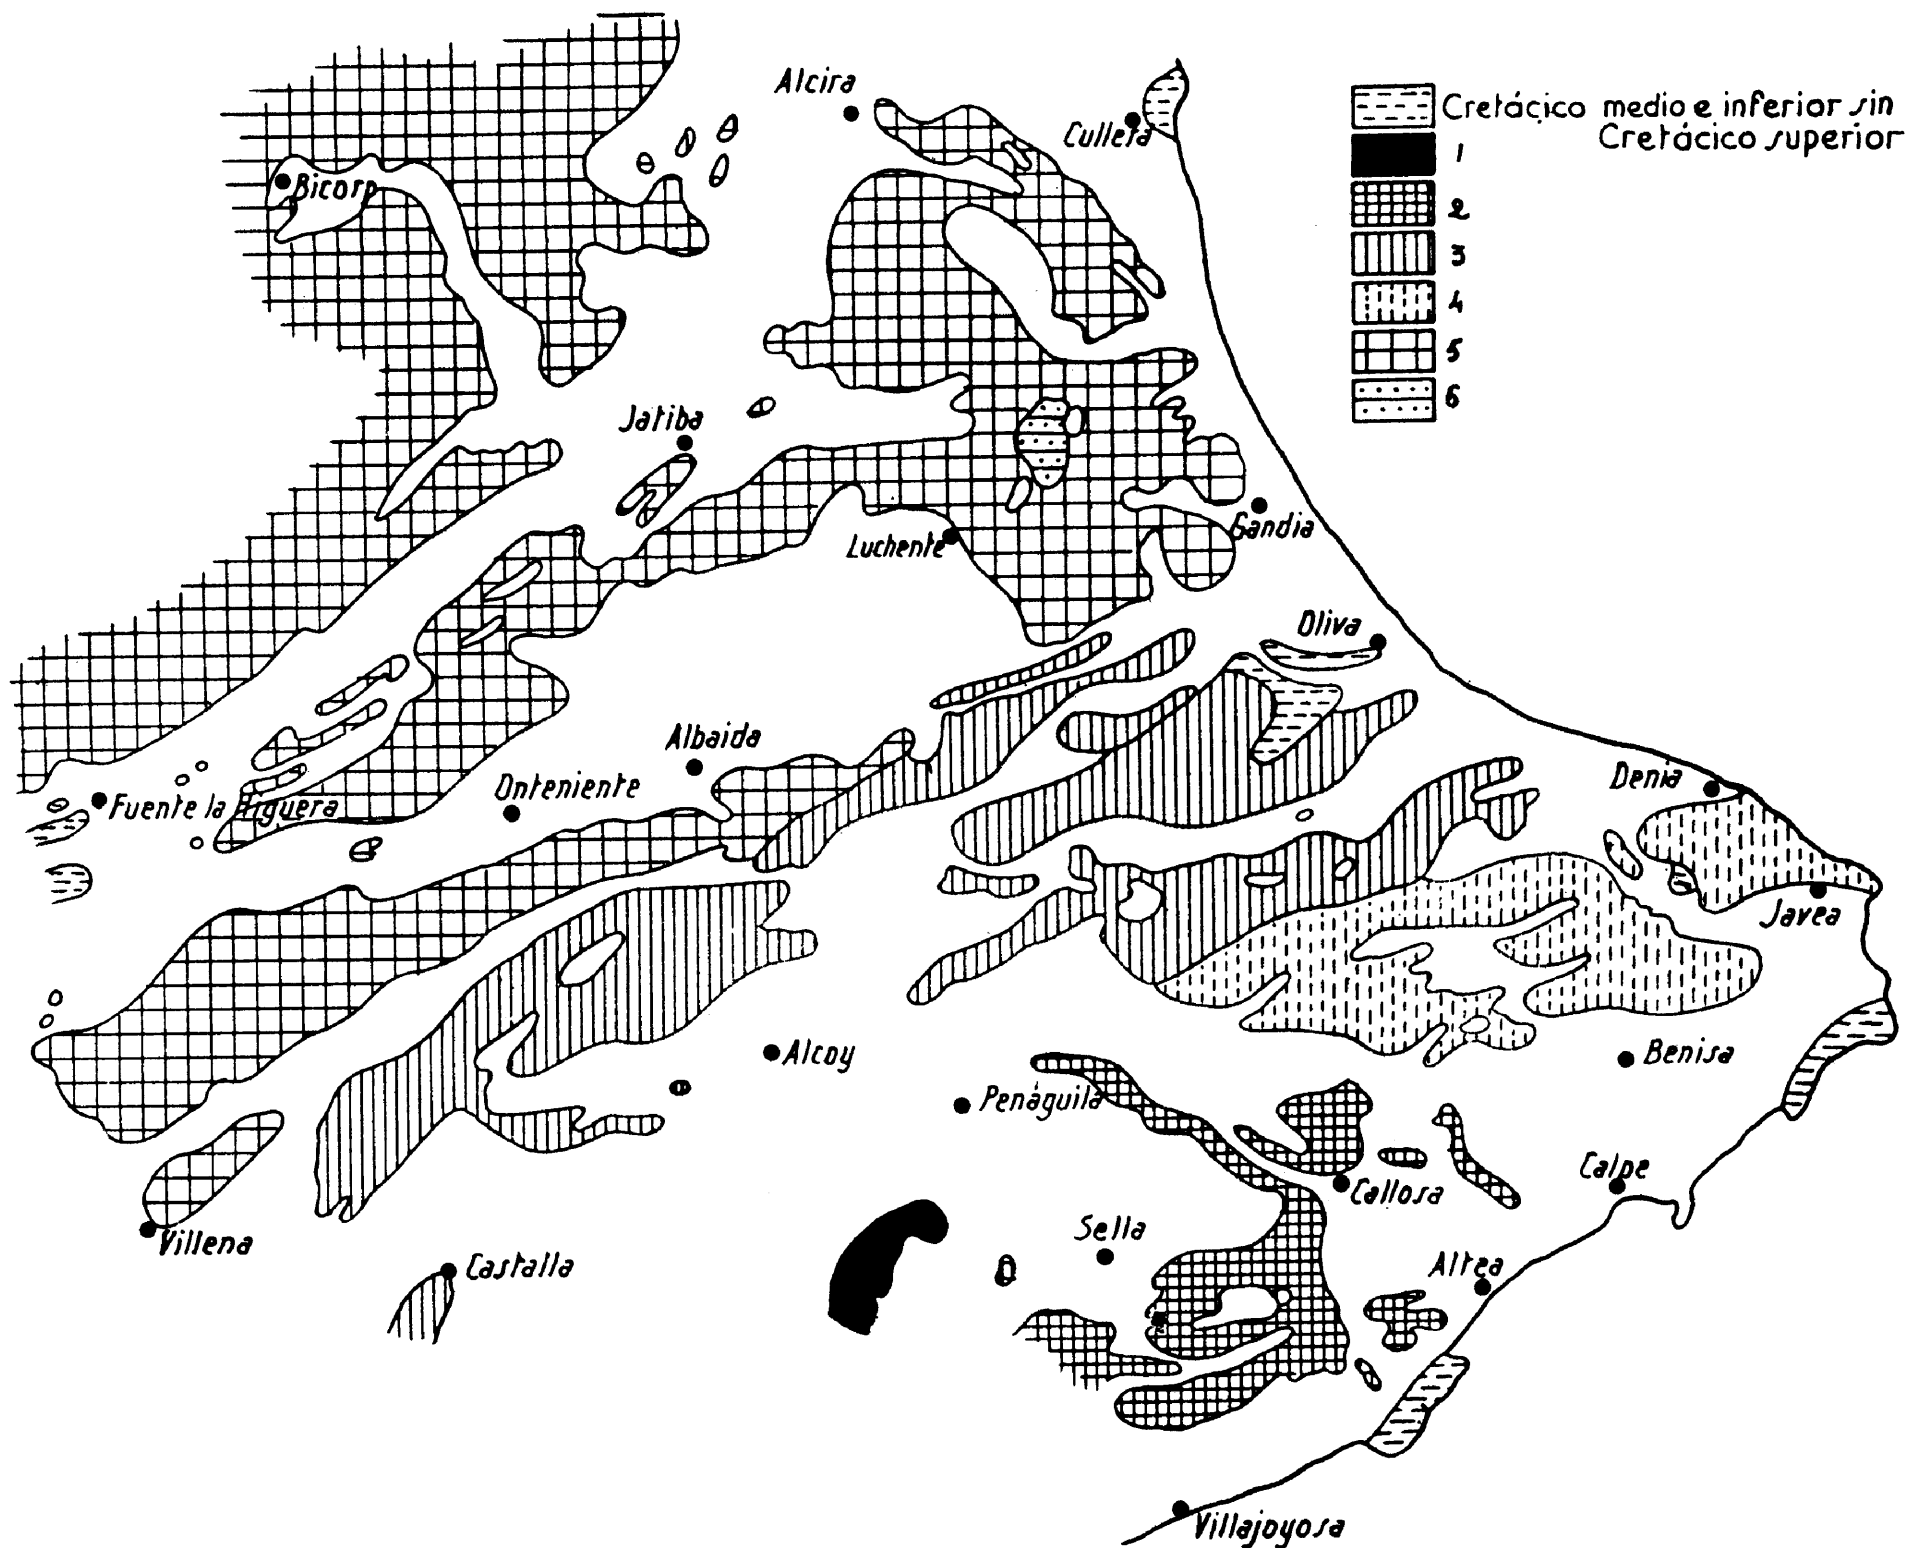 Alcira
Culleta
Cretácico medio e inferior sin
Cretácico superior
1
2
3
4
5
6
Bicorp
Jatiba
Luchente
Gandia
Oliva
Albaida
Onteniente
Fuente la Higuera
Denia
Javea
Alcoy
Benisa
Penáguila
Callosa
Calpe
Villena
Castalla
Sella
Altea
Villajoyosa